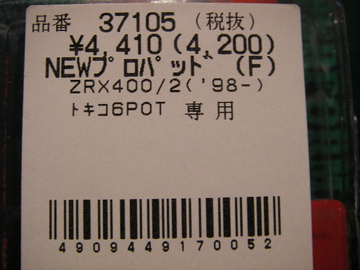 品番 37105 (税抜)
¥4,410(4,200)
NEWプロパッド (F)
ZRX400/2('98-)
トキコ6POT 専用
4909449170052